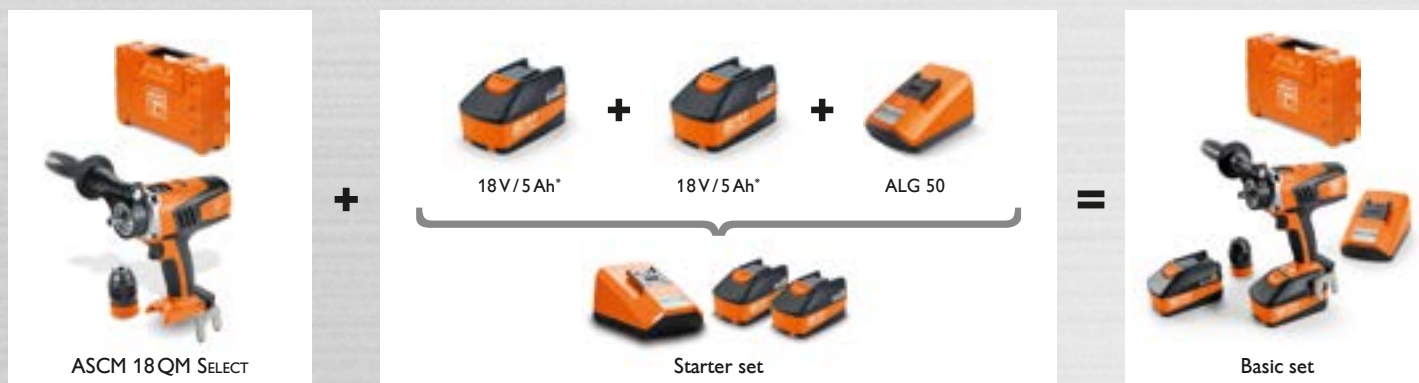 18 V / 5 Ah*
18 V / 5 Ah*
ALG 50
ASCM 18 QM SELECT
Starter set
Basic set